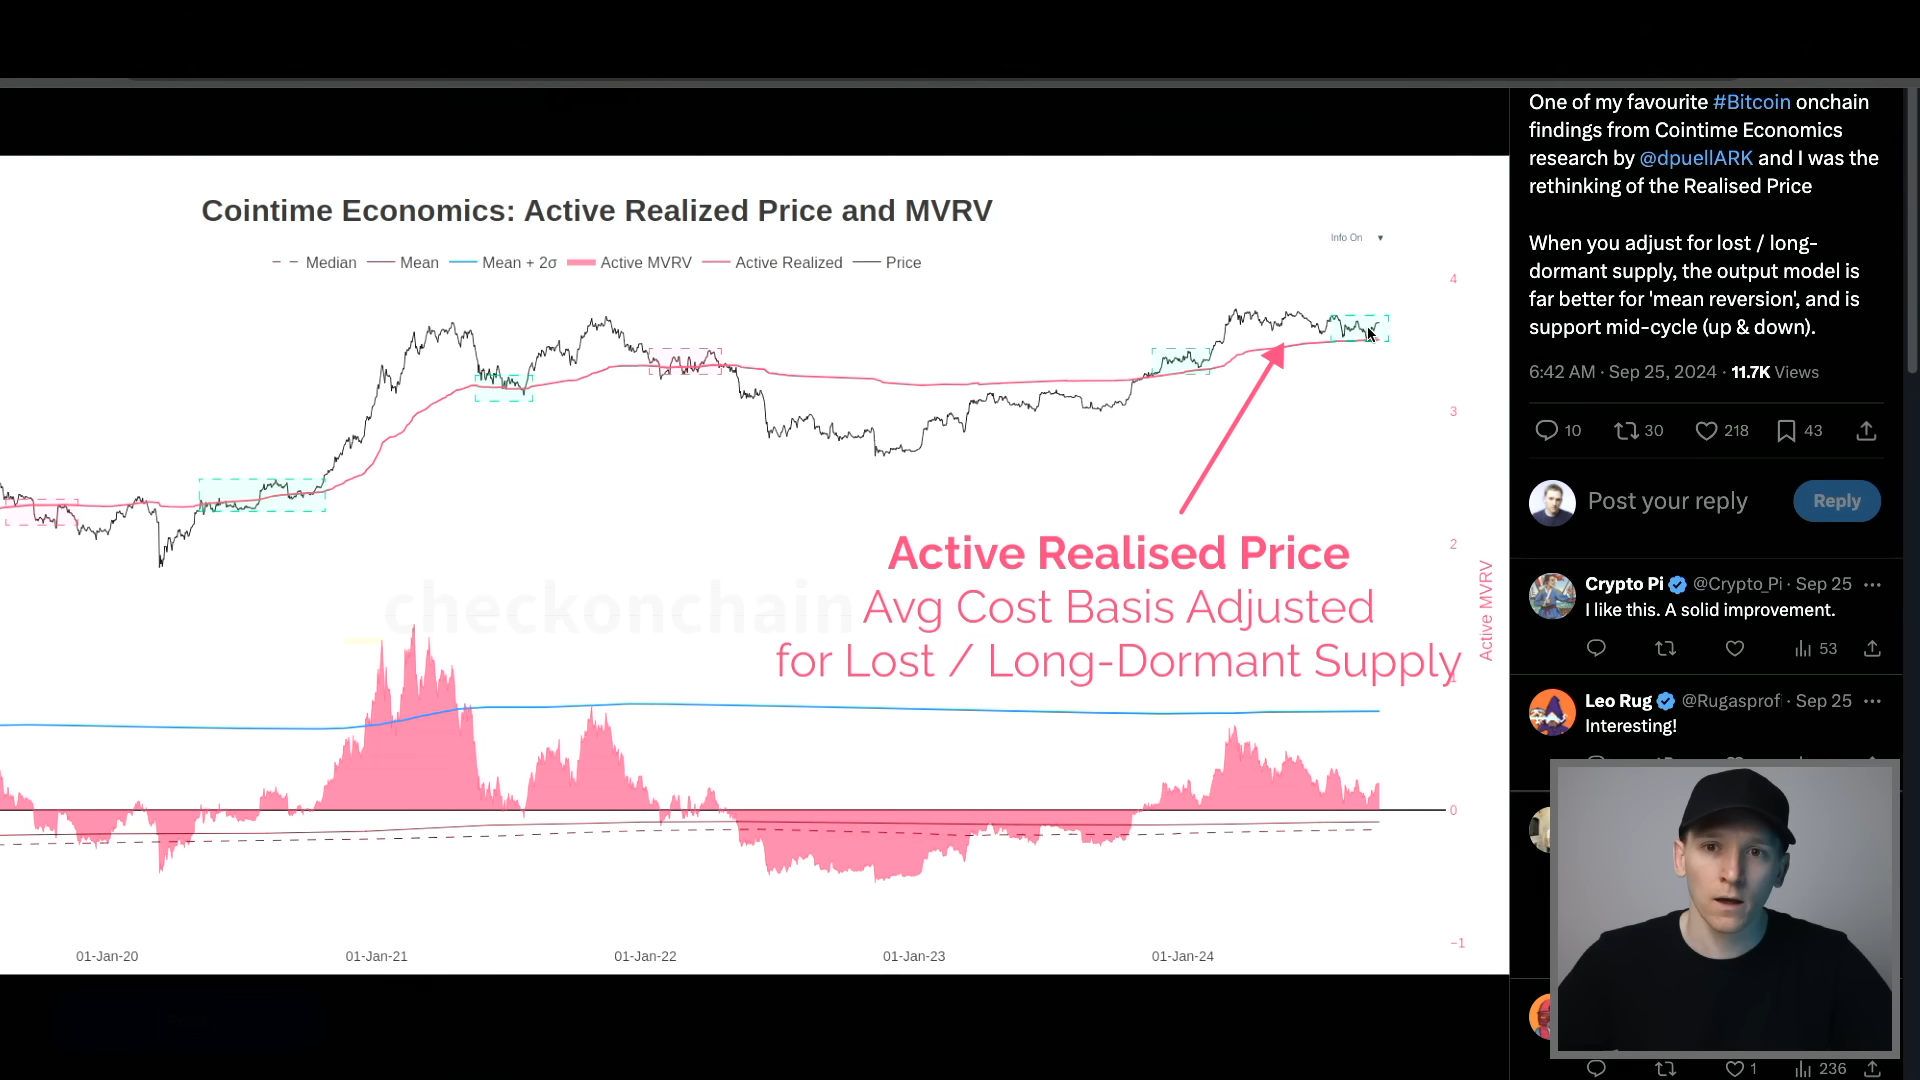 One of my favourite #Bitcoin onchain
findings from Cointime Economics
research by @dpuellARK and I was the
rethinking of the Realised Price
When you adjust for lost / long-
dormant supply, the output model is
far better for 'mean reversion', and is
support mid-cycle (up & down).
6:42 AM · Sep 25, 2024 · 11.7K Views
10 30 218 43
Post your reply
Reply
Crypto Pi @Crypto_Pi · Sep 25
I like this. A solid improvement.
53
Leo Rug @Rugasprof · Sep 25
Interesting!
1 236
Cointime Economics: Active Realized Price and MVRV
Info On
Median Mean Mean + 2σ Active MVRV Active Realized Price
4
3
2
1
0
−1
Active MVRV
Active Realised Price
Avg Cost Basis Adjusted
for Lost / Long-Dormant Supply
checkonchain
01-Jan-20 01-Jan-21 01-Jan-22 01-Jan-23 01-Jan-24